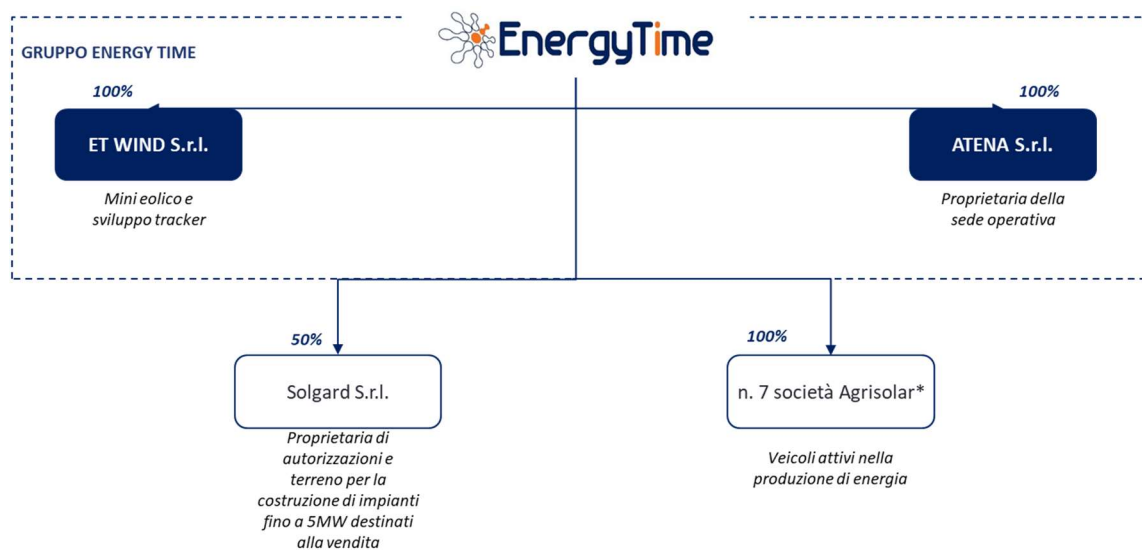 EnergyTime
GRUPPO ENERGY TIME
100%
100%
ET WIND S.r.l.
ATENA S.r.l.
Mini eolico e
sviluppo tracker
Proprietaria della
sede operativa
50%
100%
Solgard S.r.l.
n. 7 società Agrisolar*
Proprietaria di
autorizzazioni e
terreno per la
costruzione di impianti
fino a 5MW destinati
alla vendita
Veicoli attivi nella
produzione di energia